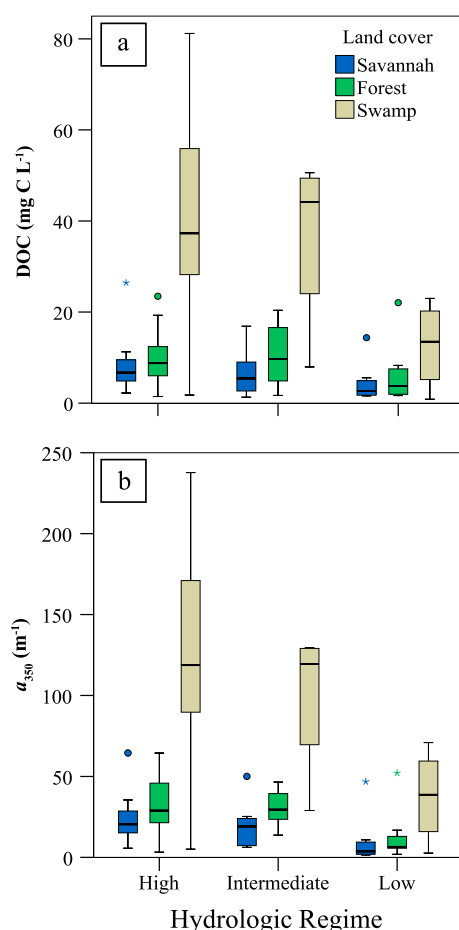 a
Land cover
Savannah
Forest
Swamp
80
60
40
20
0
DOC (mg C L⁻¹)
b
250
200
150
100
50
0
a₃₅₀ (m⁻¹)
High Intermediate Low
Hydrologic Regime